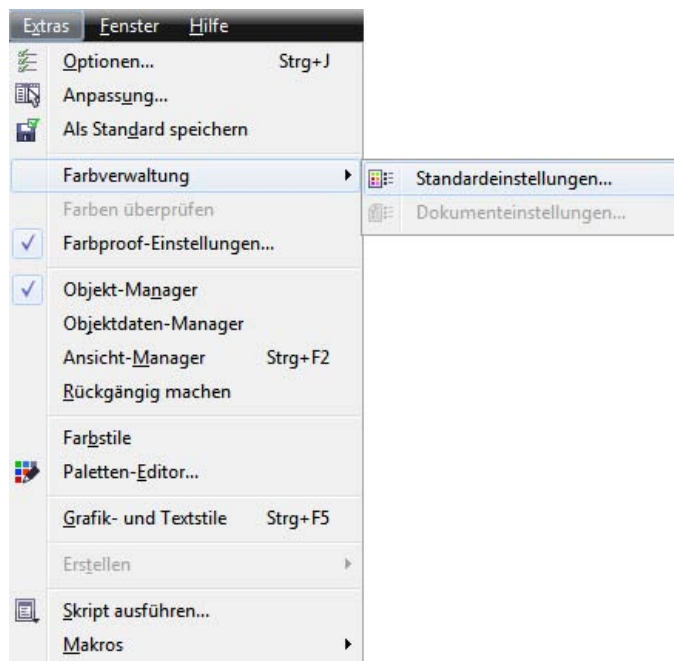 Extras Fenster Hilfe
Optionen... Strg+J
Anpassung...
Als Standard speichern
Farbverwaltung
Standardeinstellungen...
Farben überprüfen
Dokumenteinstellungen...
Farbproof-Einstellungen...
Objekt-Manager
Objektdaten-Manager
Ansicht-Manager Strg+F2
Rückgängig machen
Farbstile
Paletten-Editor...
Grafik- und Textstile Strg+F5
Erstellen
Skript ausführen...
Makros